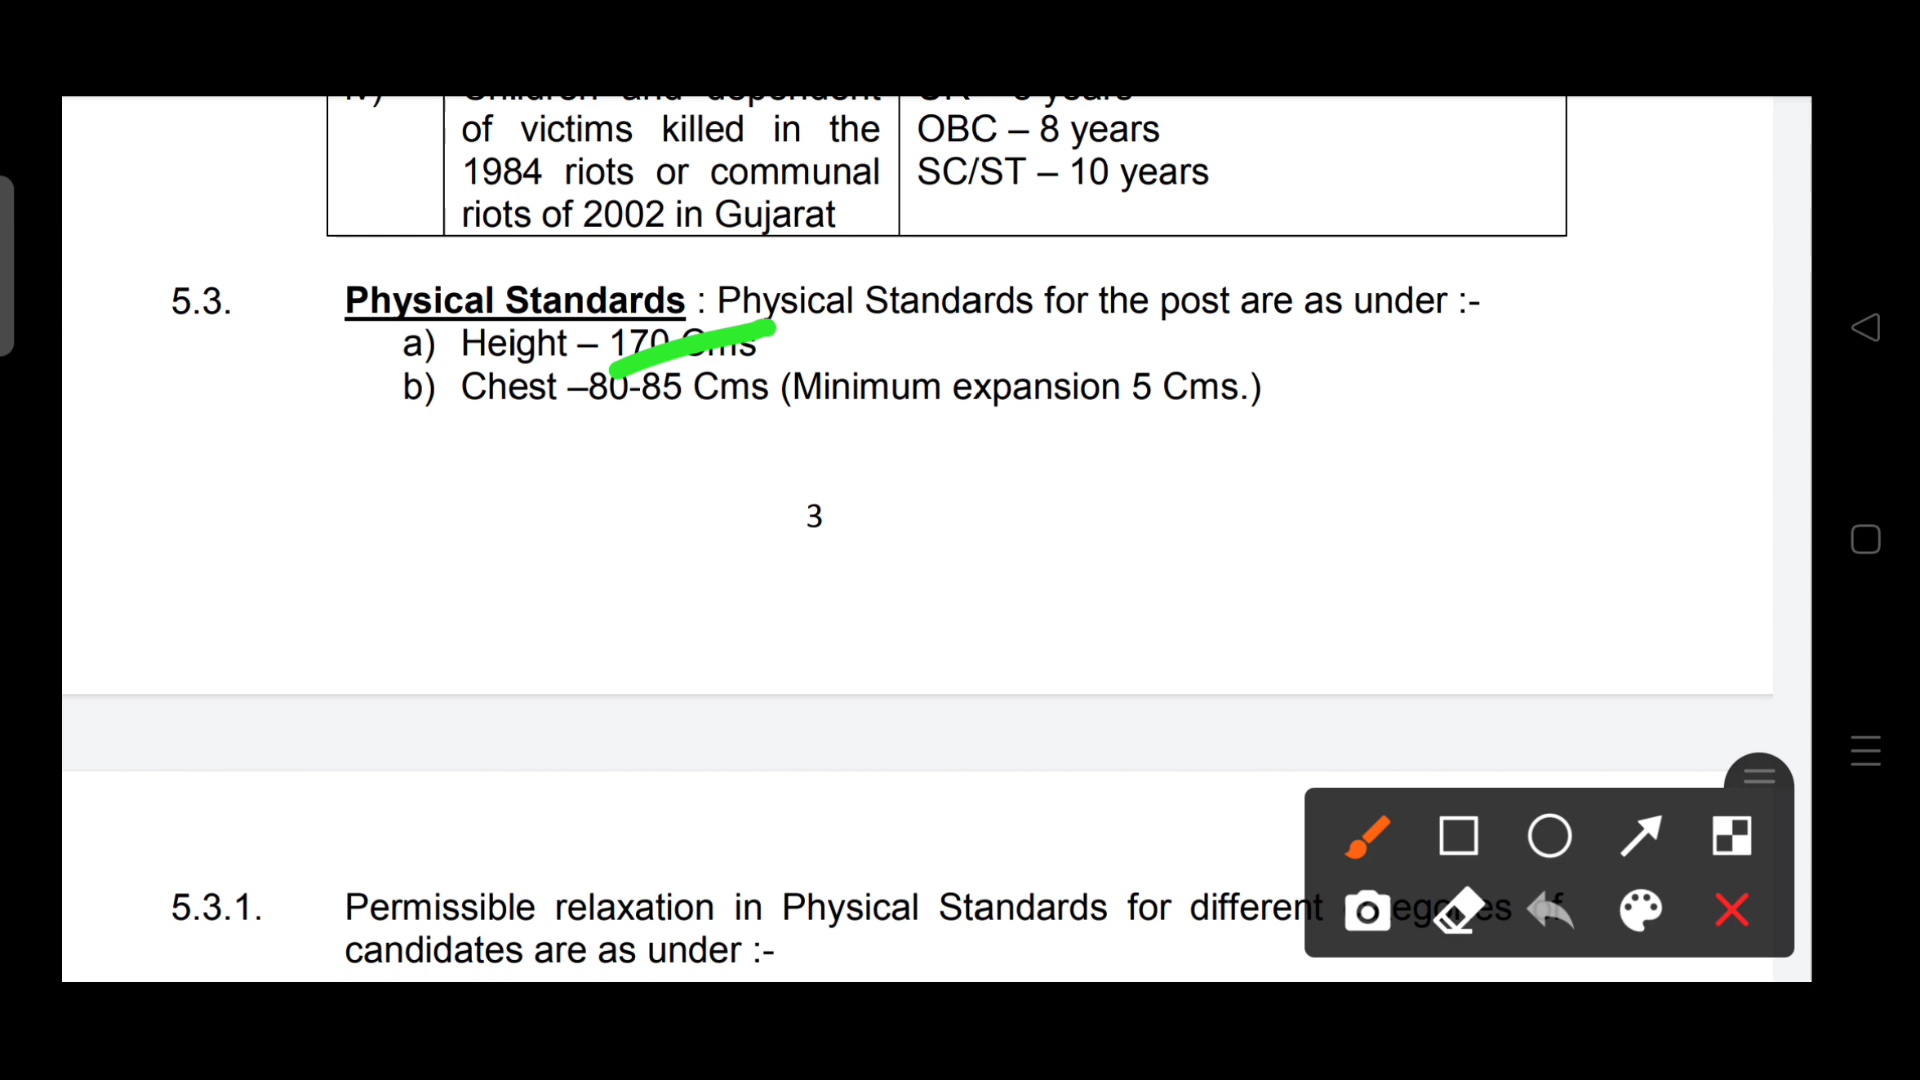 of victims killed in the
OBC – 8 years
1984 riots or communal
SC/ST – 10 years
riots of 2002 in Gujarat
5.3. Physical Standards : Physical Standards for the post are as under :-
a) Height – 170 Cms
b) Chest –80-85 Cms (Minimum expansion 5 Cms.)
3
5.3.1. Permissible relaxation in Physical Standards for different categories of
candidates are as under :-